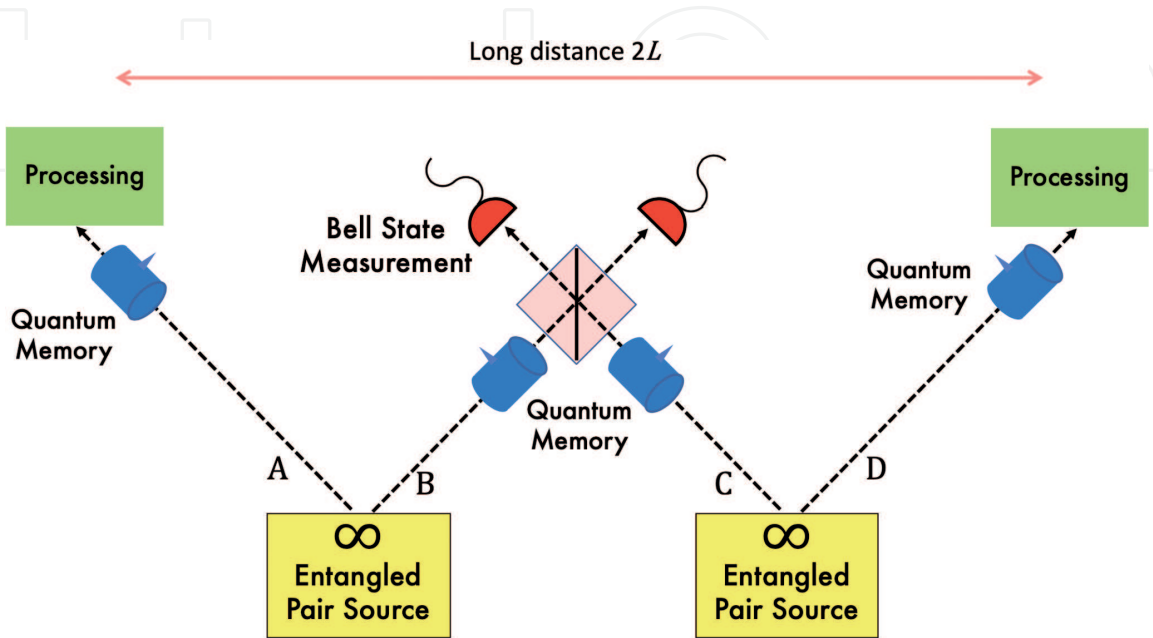 Long distance 2L
Processing
Processing
Bell State
Measurement
Quantum
Memory
Quantum
Memory
Quantum
Memory
A
B
C
D
∞
Entangled
Pair Source
∞
Entangled
Pair Source